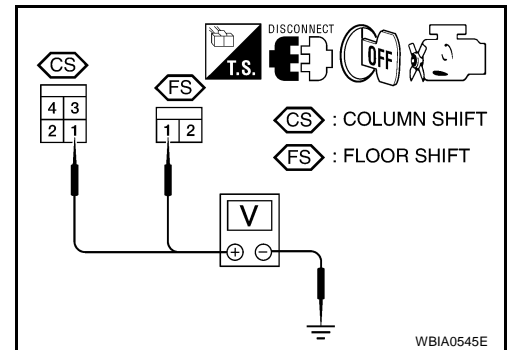 DISCONNECT
T.S.
OFF
CS
FS
4 3
2 1
1 2
CS : COLUMN SHIFT
FS : FLOOR SHIFT
V
+ −
WBIA0545E